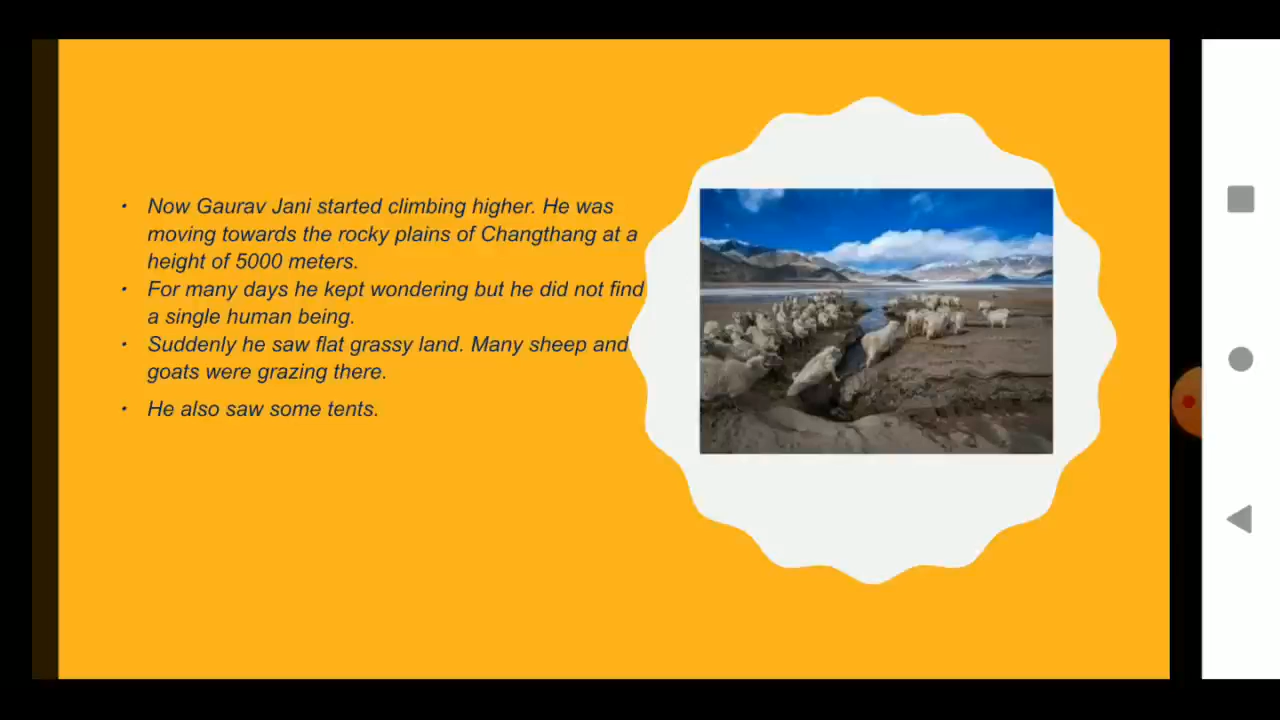 • Now Gaurav Jani started climbing higher. He was
moving towards the rocky plains of Changthang at a
height of 5000 meters.
• For many days he kept wondering but he did not find
a single human being.
• Suddenly he saw flat grassy land. Many sheep and
goats were grazing there.
• He also saw some tents.